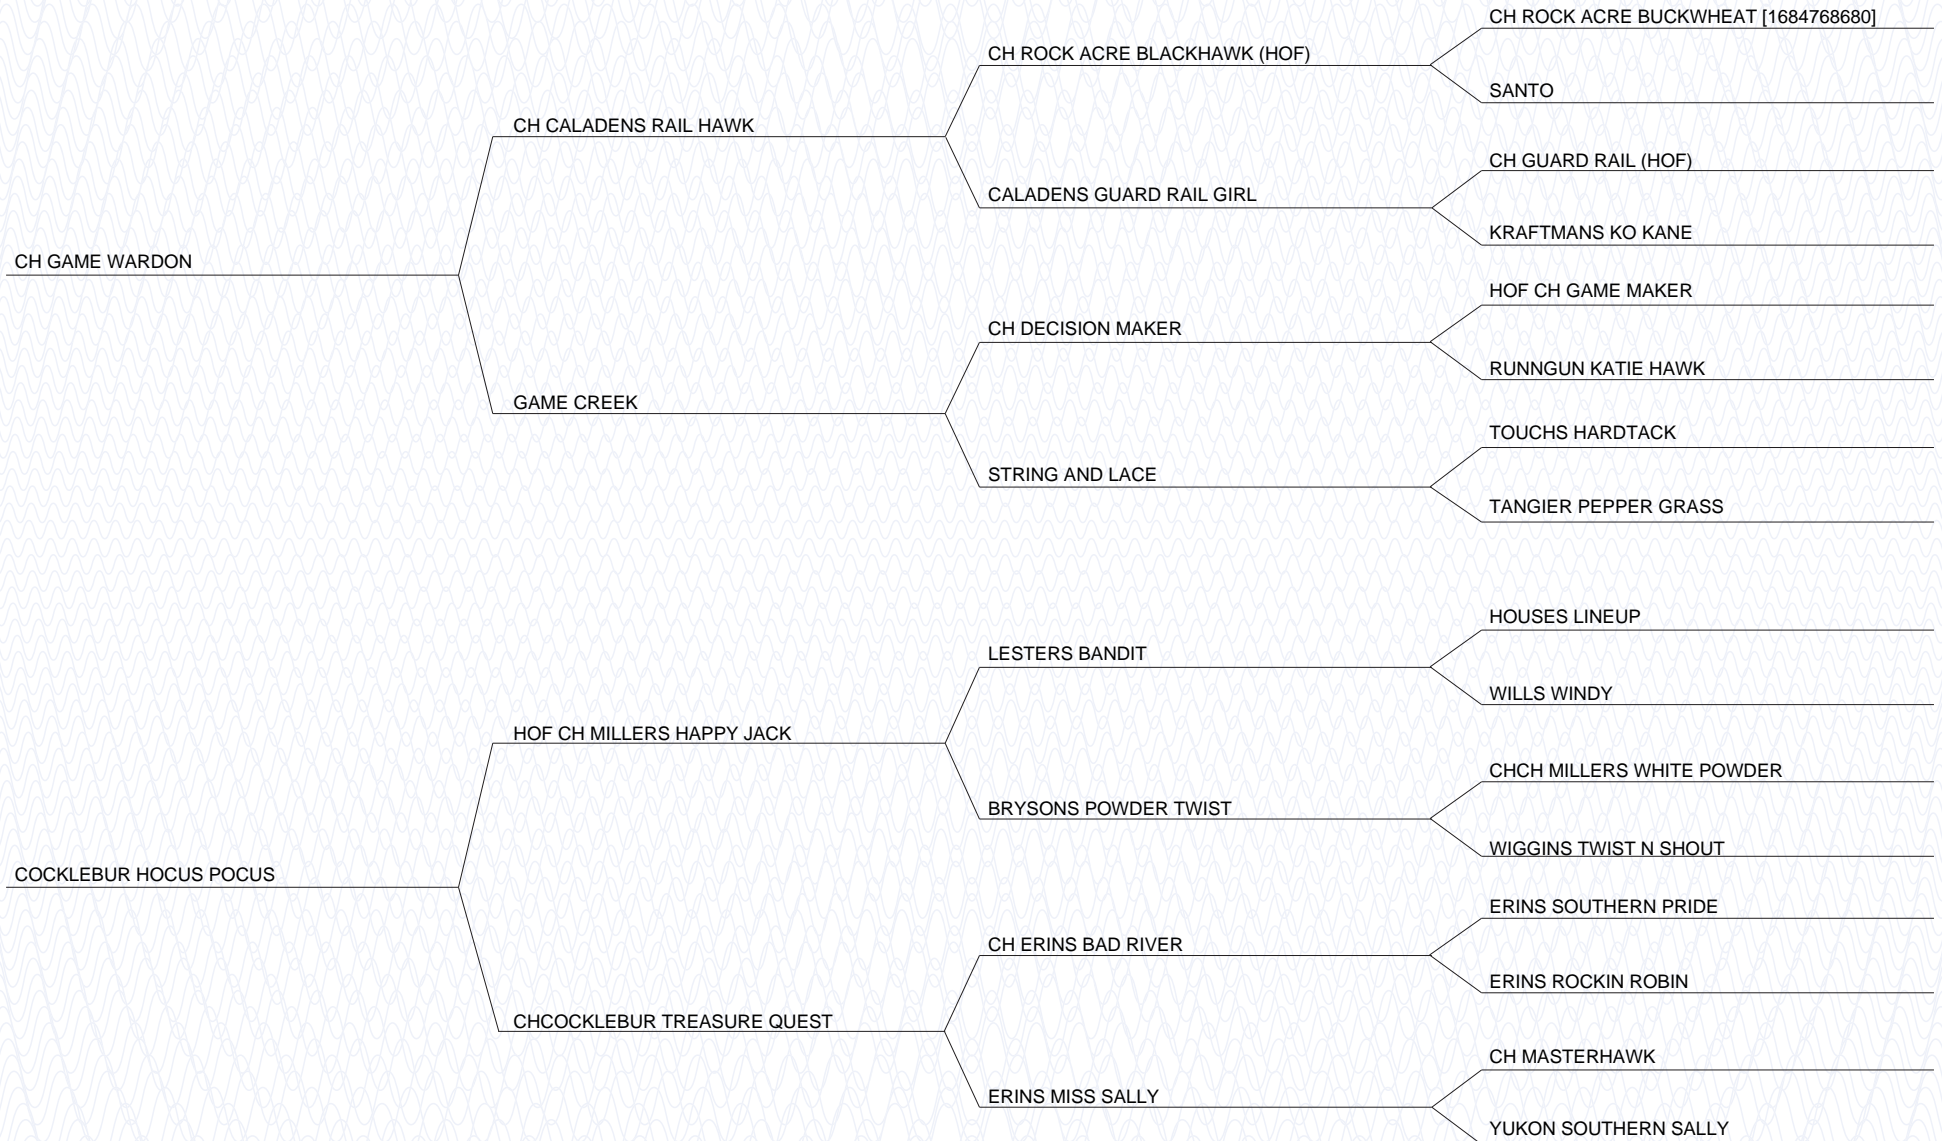 CH ROCK ACRE BUCKWHEAT [1684768680]
CH ROCK ACRE BLACKHAWK (HOF)
SANTO
CH CALADENS RAIL HAWK
CH GUARD RAIL (HOF)
CALADENS GUARD RAIL GIRL
KRAFTMANS KO KANE
CH GAME WARDON
HOF CH GAME MAKER
CH DECISION MAKER
RUNNGUN KATIE HAWK
GAME CREEK
TOUCHS HARDTACK
STRING AND LACE
TANGIER PEPPER GRASS
HOUSES LINEUP
LESTERS BANDIT
WILLS WINDY
HOF CH MILLERS HAPPY JACK
CHCH MILLERS WHITE POWDER
BRYSONS POWDER TWIST
WIGGINS TWIST N SHOUT
COCKLEBUR HOCUS POCUS
ERINS SOUTHERN PRIDE
CH ERINS BAD RIVER
ERINS ROCKIN ROBIN
CHCOCKLEBUR TREASURE QUEST
CH MASTERHAWK
ERINS MISS SALLY
YUKON SOUTHERN SALLY